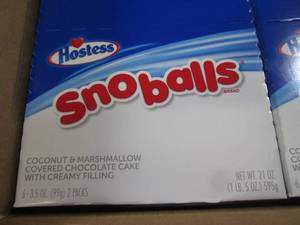 Hostess
Sno balls
BRAND
COCONUT & MARSHMALLOW
COVERED CHOCOLATE CAKE
WITH CREAMY FILLING
6 - 3.5 OZ. (99g) 2 PACKS
NET WT. 21 OZ.
(1 LB. 5 OZ.) 595g